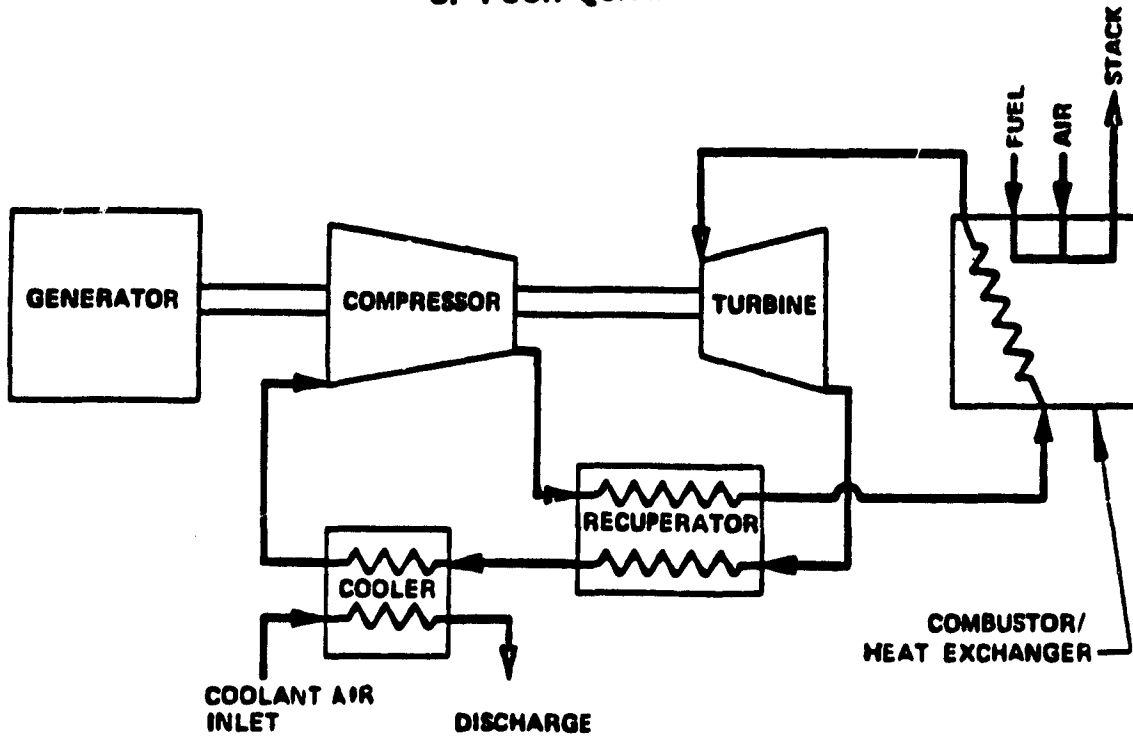 STACK
FUEL
AIR
GENERATOR
COMPRESSOR
TURBINE
RECUPERATOR
COOLER
COMBUSTOR/
HEAT EXCHANGER
COOLANT AIR
INLET
DISCHARGE